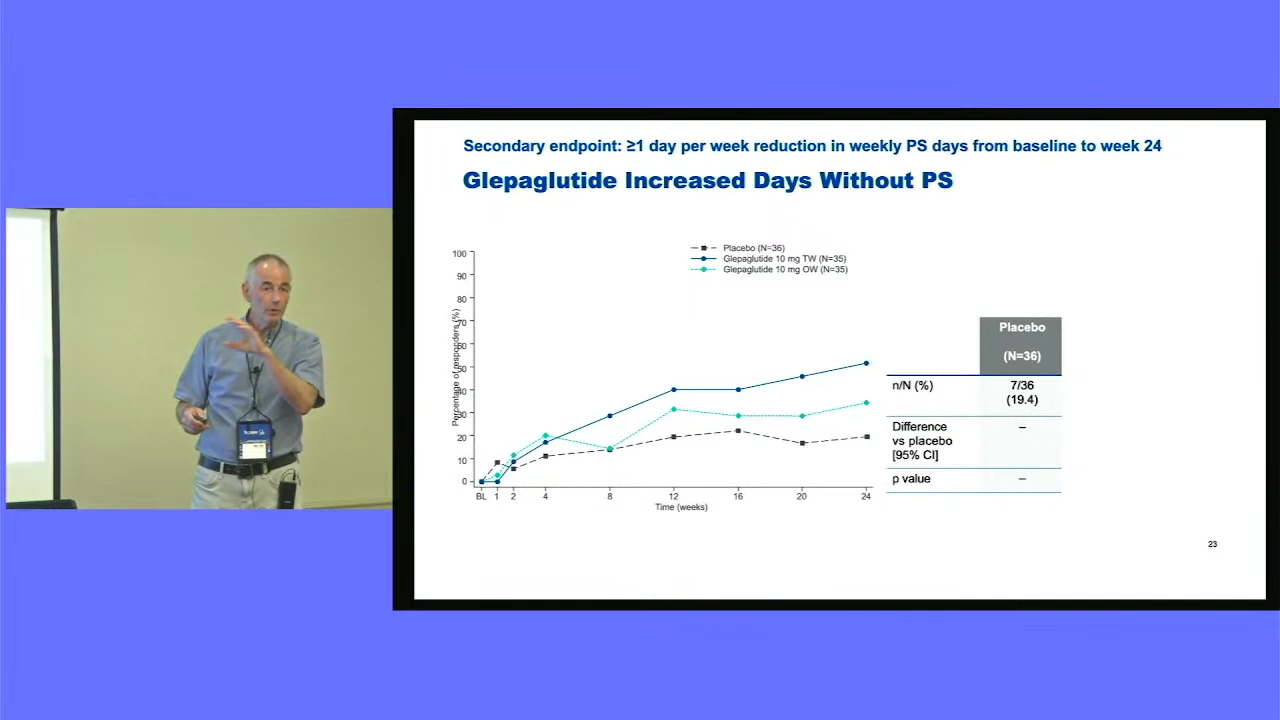 Secondary endpoint: ≥1 day per week reduction in weekly PS days from baseline to week 24
Glepaglutide Increased Days Without PS
Placebo (N=36)
Glepaglutide 10 mg TW (N=35)
Glepaglutide 10 mg OW (N=35)
Percentage of responders (%)
100
90
80
70
60
50
40
30
20
10
0
BL 1 2 4 8 12 16 20 24
Time (weeks)
Placebo
(N=36)
n/N (%)
7/36
(19.4)
Difference
vs placebo
[95% CI]
–
p value
–
23